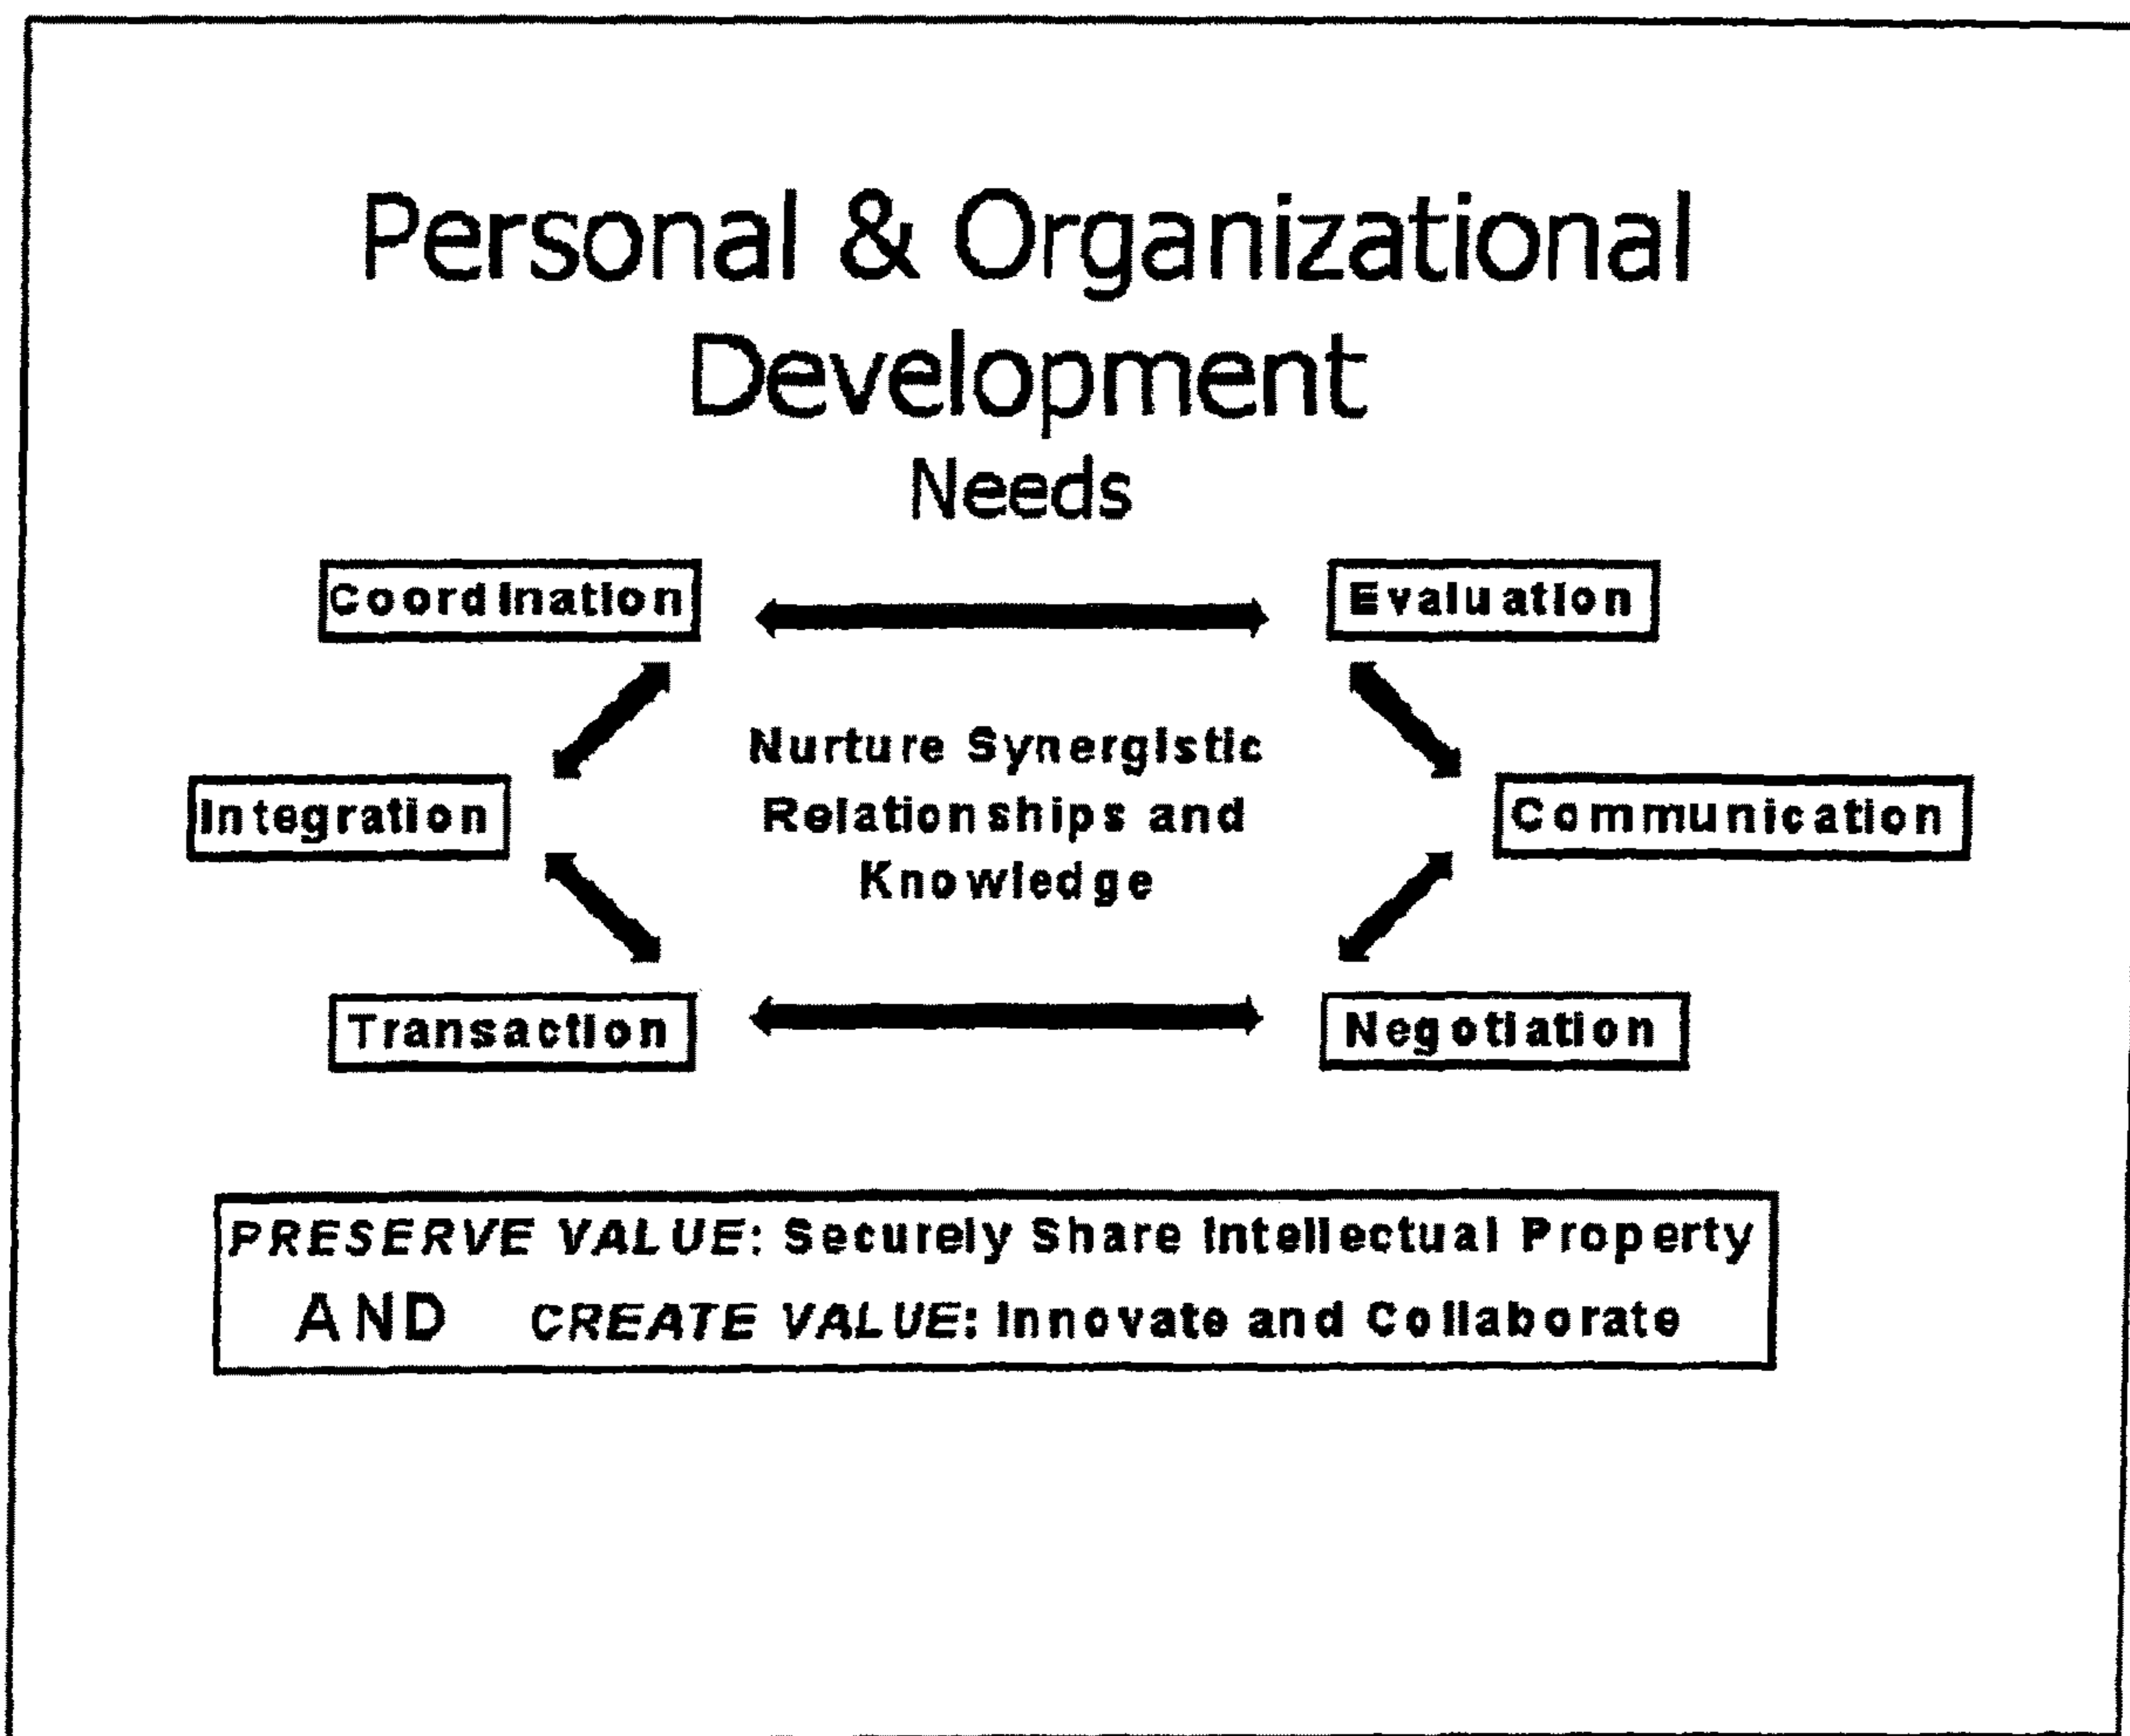 Personal & Organizational
Development
Needs
Coordination
Evaluation
Nurture Synergistic
Relationships and
Knowledge
Integration
Communication
Transaction
Negotiation
PRESERVE VALUE: Securely Share Intellectual Property
AND CREATE VALUE: Innovate and Collaborate